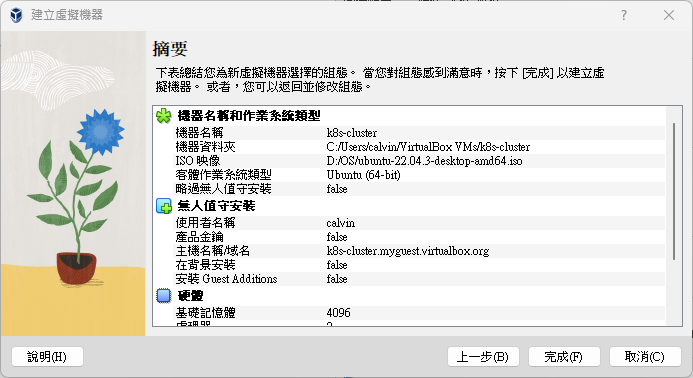 建立虛擬機器
摘要
下表總結您為新虛擬機器選擇的組態。 當您對組態感到滿意時，按下 [完成] 以建立虛
擬機器。 或者，您可以返回並修改組態。
機器名稱和作業系統類型
機器名稱 k8s-cluster
機器資料夾 C:/Users/calvin/VirtualBox VMs/k8s-cluster
ISO 映像 D:/OS/ubuntu-22.04.3-desktop-amd64.iso
客體作業系統類型 Ubuntu (64-bit)
略過無人值守安裝 false
無人值守安裝
使用者名稱 calvin
產品金鑰 false
主機名稱/域名 k8s-cluster.myguest.virtualbox.org
在背景安裝 false
安裝 Guest Additions false
硬體
基礎記憶體 4096
處理器
說明(H) 上一步(B) 完成(F) 取消(C)